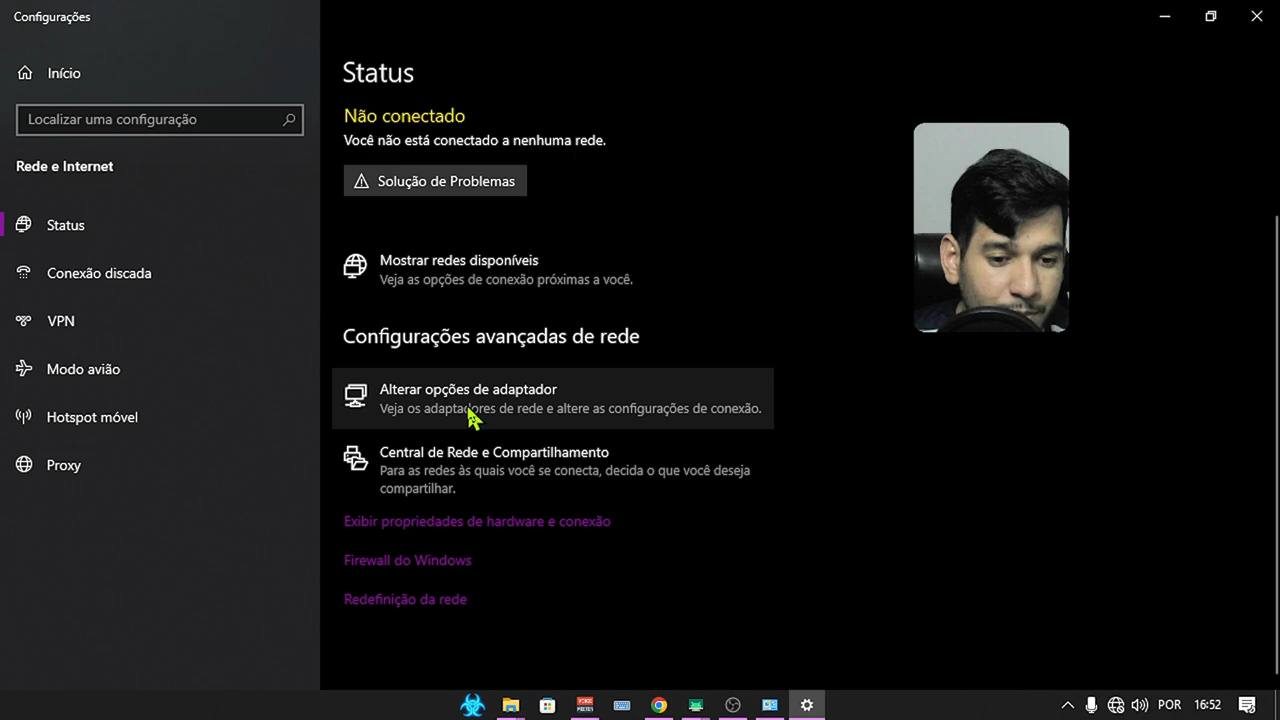 Configurações
Início
Localizar uma configuração
Rede e Internet
Status
Conexão discada
VPN
Modo avião
Hotspot móvel
Proxy
Status
Não conectado
Você não está conectado a nenhuma rede.
Solução de Problemas
Mostrar redes disponíveis
Veja as opções de conexão próximas a você.
Configurações avançadas de rede
Alterar opções de adaptador
Veja os adaptadores de rede e altere as configurações de conexão.
Central de Rede e Compartilhamento
Para as redes às quais você se conecta, decida o que você deseja
compartilhar.
Exibir propriedades de hardware e conexão
Firewall do Windows
Redefinição da rede
POR 16:52